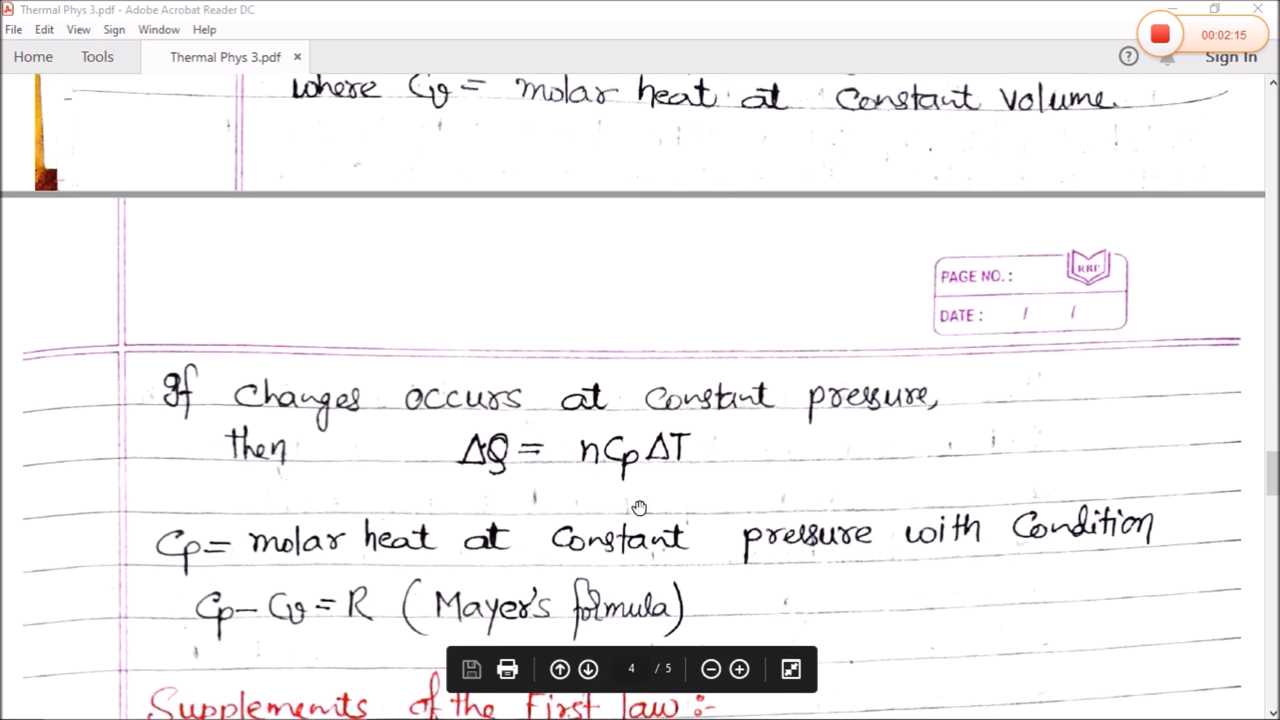 Thermal Phys 3.pdf - Adobe Acrobat Reader DC
File Edit View Sign Window Help
00:02:15
Home Tools Thermal Phys 3.pdf × Sign In
where Cv = molar heat at Constant Volume.
RBP
PAGE NO.:
DATE: / /
If Changes occurs at Constant pressure,
then ΔQ = nCpΔT
Cp = molar heat at Constant pressure with Condition
Cp - Cv = R (Mayer's formula)
4 / 5
Supplements of the First law :-